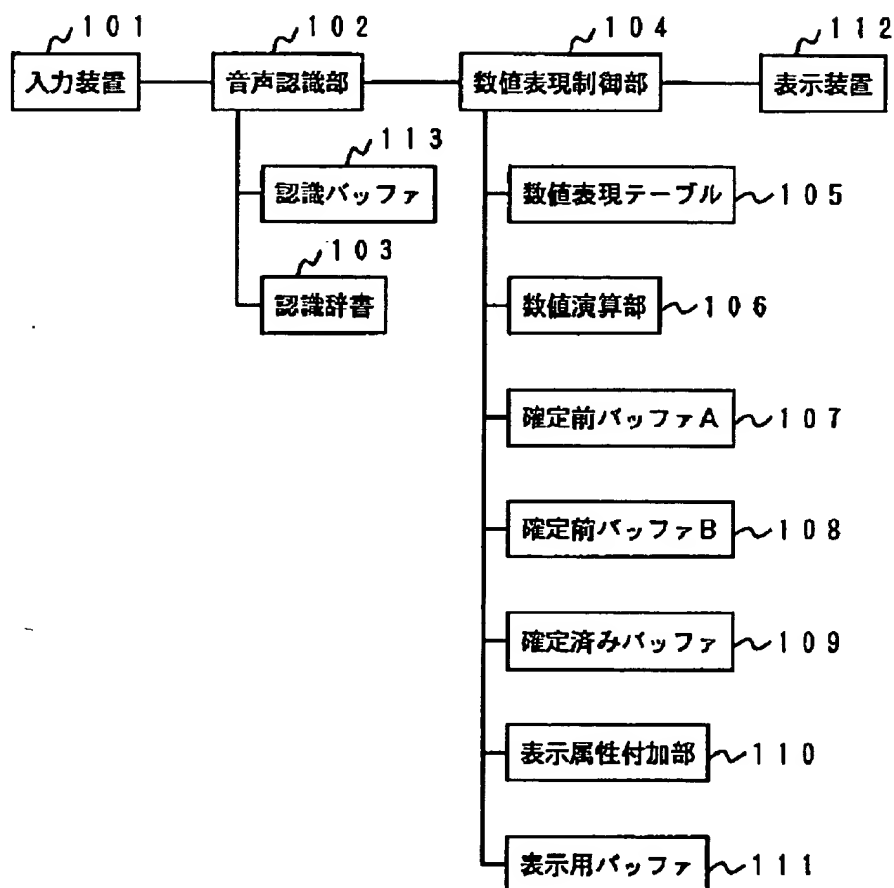 101 102 104 112
入力装置 音声認識部 数値表現制御部 表示装置
113
認識バッファ 数値表現テーブル 105
103
認識辞書 数値演算部 106
確定前バッファA 107
確定前バッファB 108
確定済みバッファ 109
表示属性付加部 110
表示用バッファ 111